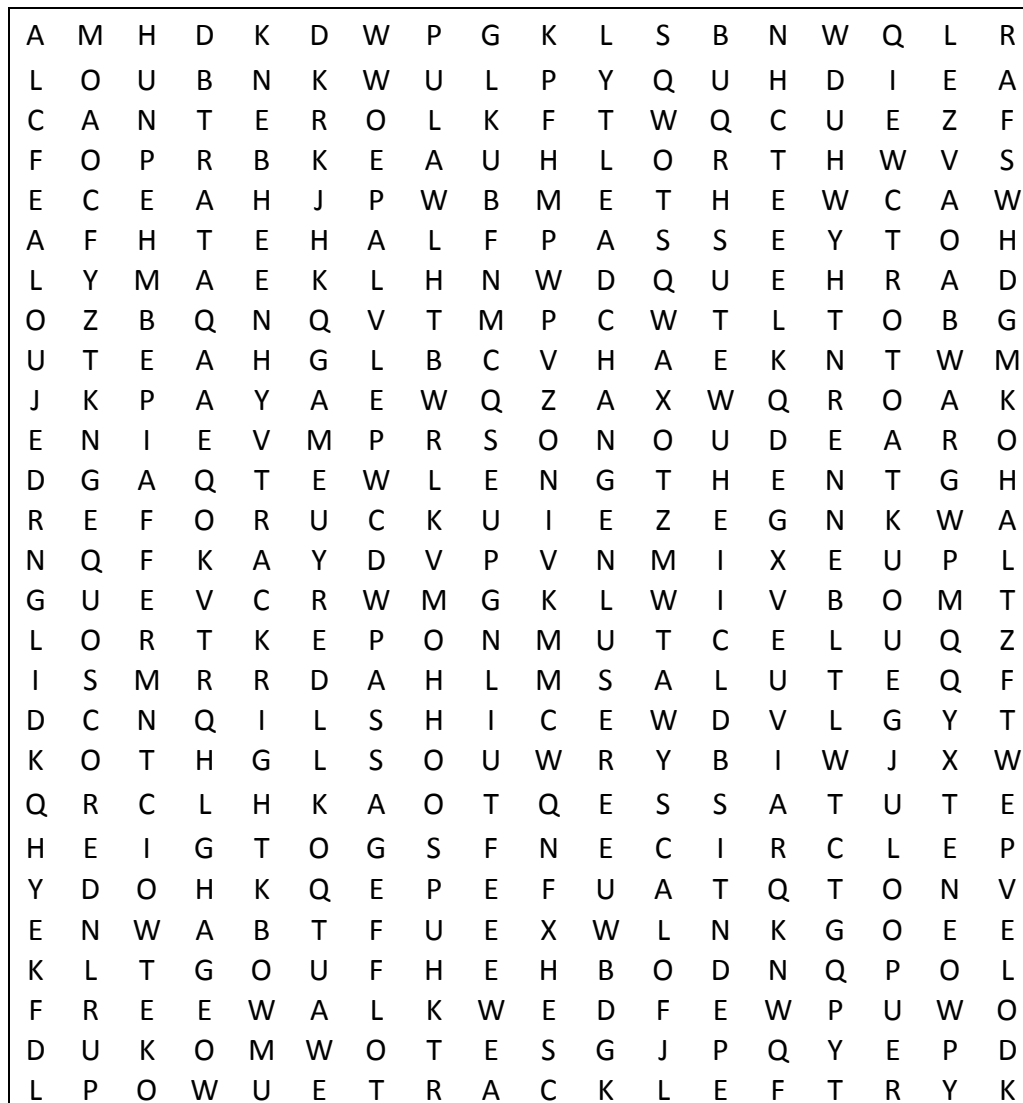 A M H D K D W P G K L S B N W Q L R
L O U B N K W U L P Y Q U H D I E A
C A N T E R O L K F T W Q C U E Z F
F O P R B K E A U H L O R T H W V S
E C E A H J P W B M E T H E W C A W
A F H T E H A L F P A S S E Y T O H
L Y M A E K L H N W D Q U E H R A D
O Z B Q N Q V T M P C W T L T O B G
U T E A H G L B C V H A E K N T W M
J K P A Y A E W Q Z A X W Q R O A K
E N I E V M P R S O N O U D E A R O
D G A Q T E W L E N G T H E N T G H
R E F O R U C K U I E Z E G N K W A
N Q F K A Y D V P V N M I X E U P L
G U E V C R W M G K L W I V B O M T
L O R T K E P O N M U T C E L U Q Z
I S M R R D A H L M S A L U T E Q F
D C N Q I L S H I C E W D V L G Y T
K O T H G L S O U W R Y B I W J X W
Q R C L H K A O T Q E S S A T U T E
H E I G T O G S F N E C I R C L E P
Y D O H K Q E P E F U A T Q T O N V
E N W A B T F U E X W L N K G O E E
K L T G O U F H E H B O D N Q P O L
F R E E W A L K W E D F E W P U W O
D U K O M W O T E S G J P Q Y E P D
L P O W U E T R A C K L E F T R Y K